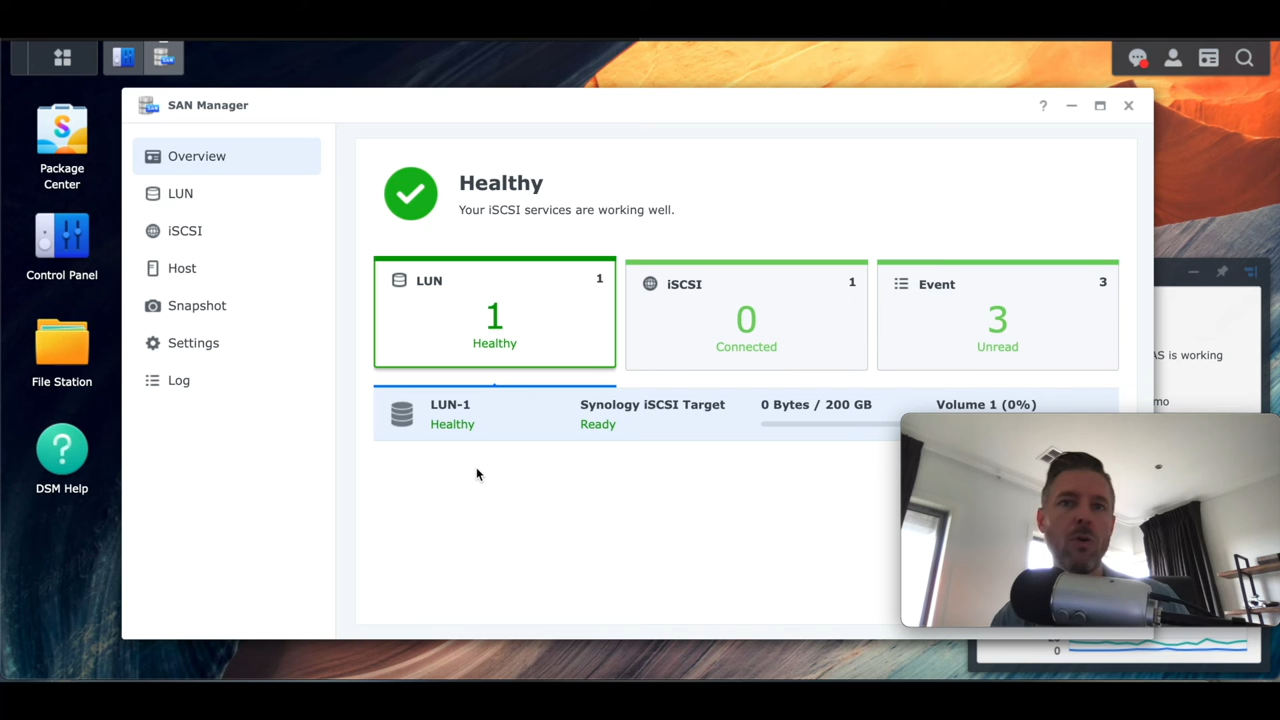 SAN Manager
?
Package
Center
Control Panel
File Station
?
DSM Help
Overview
LUN
iSCSI
Host
Snapshot
Settings
Log
Healthy
Your iSCSI services are working well.
LUN 1
1
Healthy
iSCSI 1
0
Connected
Event 3
3
Unread
LUN-1 Synology iSCSI Target 0 Bytes / 200 GB Volume 1 (0%)
Healthy Ready
AS is working
mo
0